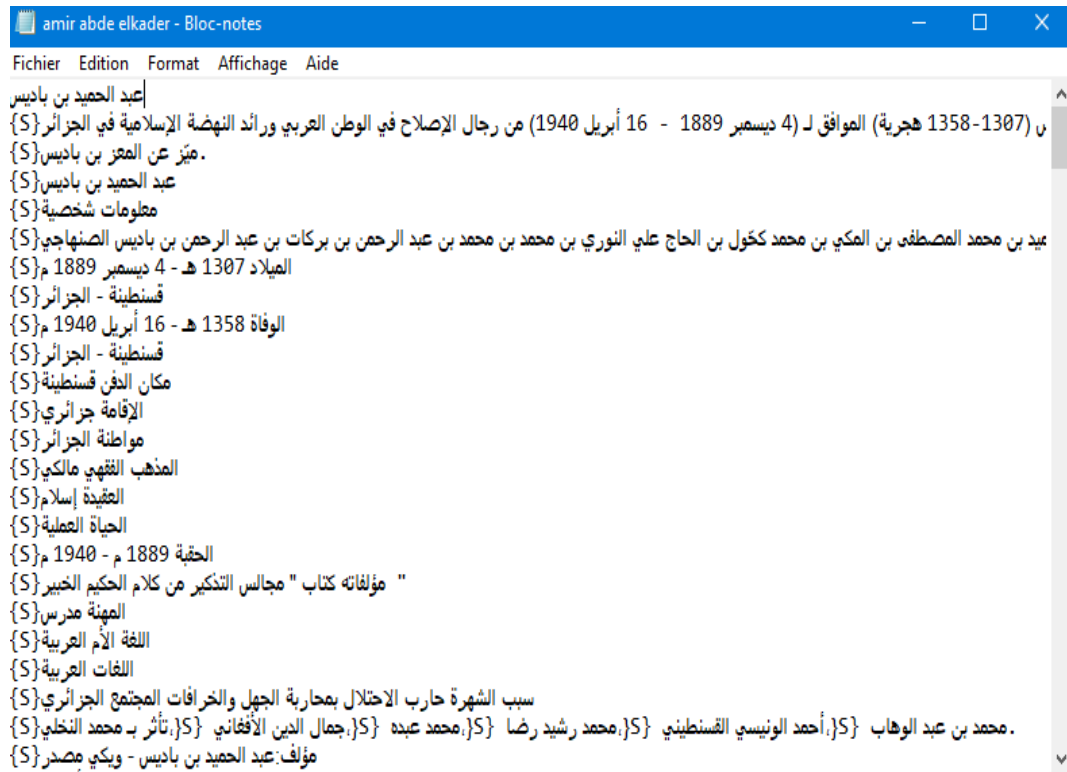 amir abde elkader - Bloc-notes
Fichier Edition Format Affichage Aide
عبد الحميد بن باديس
س (1307-1358 هجرية) الموافق لـ (4 ديسمبر 1889 - 16 أبريل 1940) من رجال الإصلاح في الوطن العربي ورائد النهضة الإسلامية في الجزائر{S}
ميّز عن المعز بن باديس.{S}
عبد الحميد بن باديس{S}
معلومات شخصية{S}
ميد بن محمد المصطفى بن المكي بن محمد كحّول بن الحاج علي النوري بن محمد بن محمد بن عبد الرحمن بن بركات بن عبد الرحمن بن باديس الصنهاجي{S}
الميلاد 1307 هـ - 4 ديسمبر 1889 م{S}
قسنطينة - الجزائر{S}
الوفاة 1358 هـ - 16 أبريل 1940 م{S}
قسنطينة - الجزائر{S}
مكان الدفن قسنطينة{S}
الإقامة جزائري{S}
مواطنة الجزائر{S}
المذهب الفقهي مالكي{S}
العقيدة إسلام{S}
الحياة العملية{S}
الحقبة 1889 م - 1940 م{S}
مؤلفاته كتاب " مجالس التذكير من كلام الحكيم الخبير "{S}
المهنة مدرس{S}
اللغة الأم العربية{S}
اللغات العربية{S}
سبب الشهرة حارب الاحتلال بمحاربة الجهل والخرافات المجتمع الجزائري{S}
تأثر بـ محمد النخلي،{S} جمال الدين الأفغاني،{S} محمد عبده،{S} محمد رشيد رضا،{S} أحمد الونيسي القسنطيني،{S} محمد بن عبد الوهاب.{S}
مؤلف:عبد الحميد بن باديس - ويكي مصدر{S}